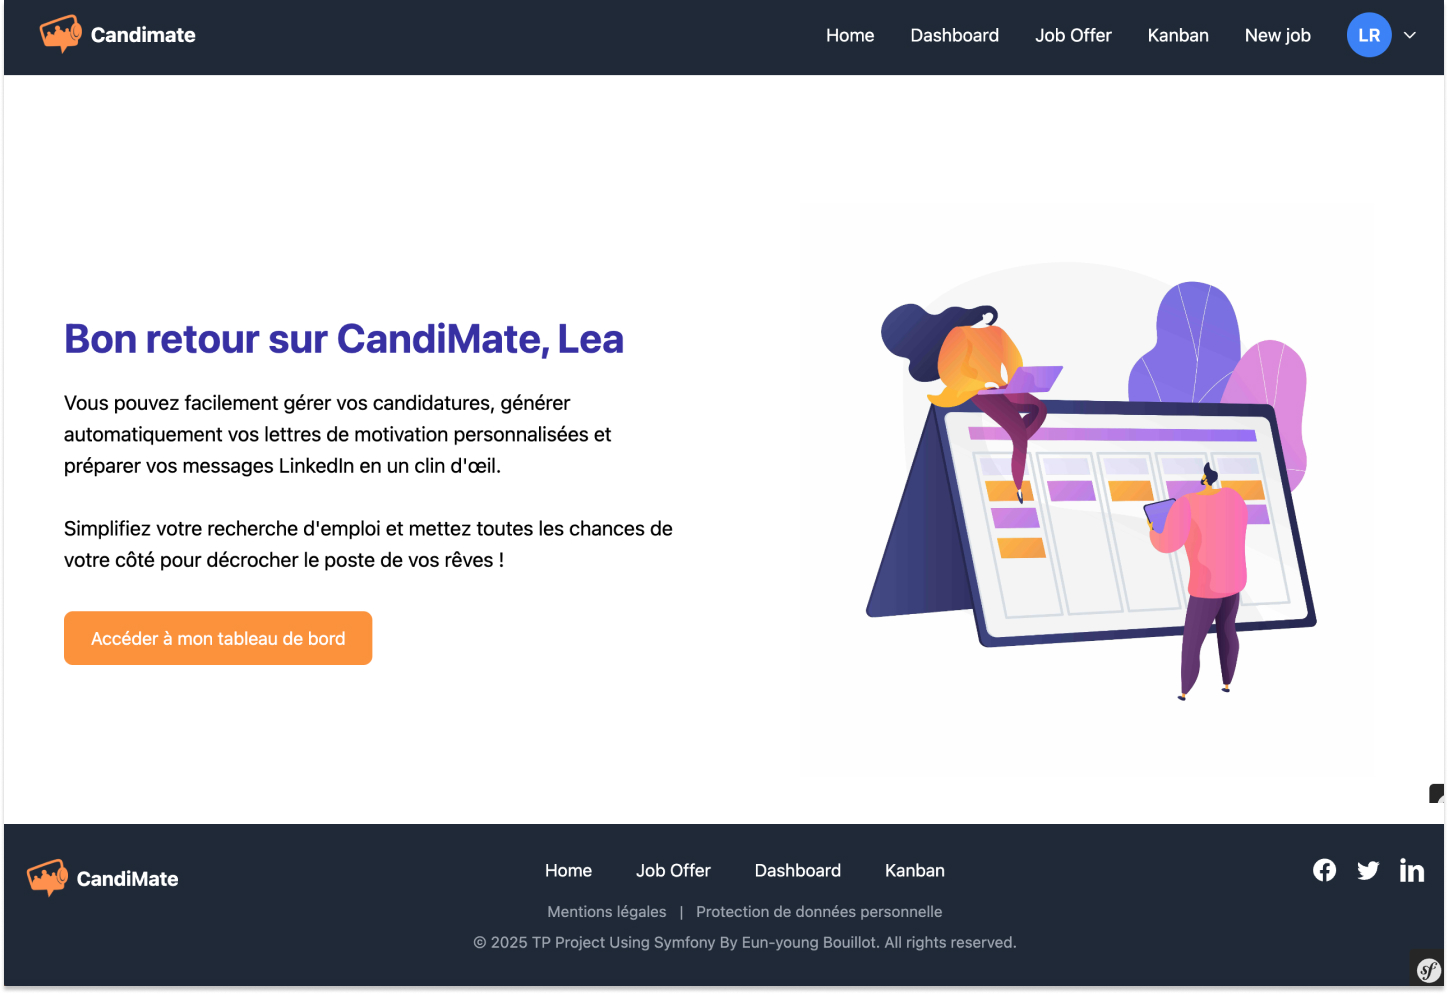 Candimate
Home Dashboard Job Offer Kanban New job LR
Bon retour sur CandiMate, Lea
Vous pouvez facilement gérer vos candidatures, générer
automatiquement vos lettres de motivation personnalisées et
préparer vos messages LinkedIn en un clin d'œil.
Simplifiez votre recherche d'emploi et mettez toutes les chances de
votre côté pour décrocher le poste de vos rêves !
Accéder à mon tableau de bord
CandiMate
Home Job Offer Dashboard Kanban
Mentions légales | Protection de données personnelle
© 2025 TP Project Using Symfony By Eun-young Bouillot. All rights reserved.
in
sf